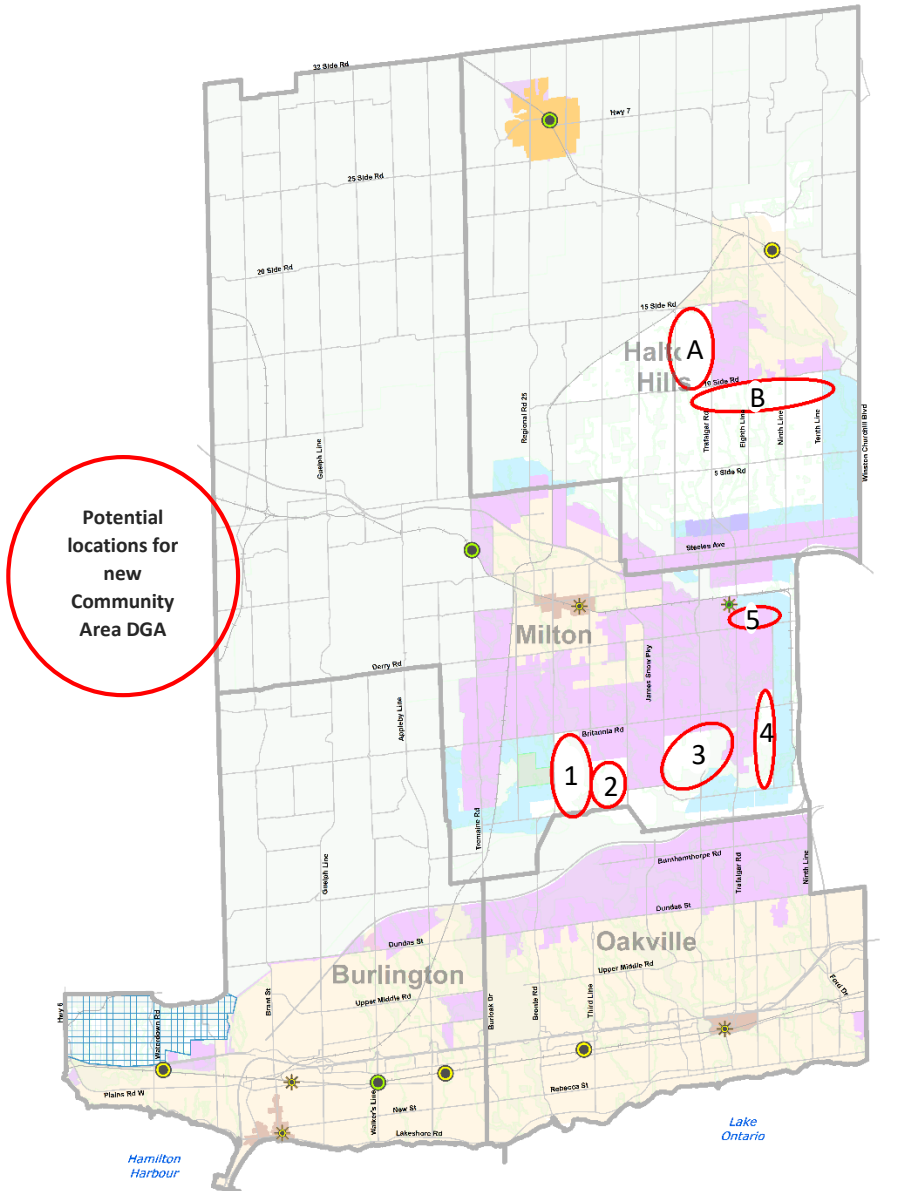 32 Side Rd
Hwy 7
25 Side Rd
20 Side Rd
15 Side Rd
Halton
Hills
A
10 Side Rd
B
Regional Rd 25
Trafalgar Rd
Eighth Line
Ninth Line
Tenth Line
Winston Churchill Blvd
Guelph Line
5 Side Rd
Potential
locations for
new
Community
Area DGA
Steeles Ave
5
Milton
Derry Rd
James Snow Pky
Appleby Line
Britannia Rd
1
2
3
4
Tremaine Rd
Guelph Line
Burnhamthorpe Rd
Trafalgar Rd
Ninth Line
Dundas St
Dundas St
Oakville
Burlington
Upper Middle Rd
Upper Middle Rd
Hwy 6
Waterdown Rd
Brant St
Burloak Dr
Bronte Rd
Third Line
Ford Dr
Plains Rd W
Walker's Line
New St
Rebecca St
Lakeshore Rd
Lake
Ontario
Hamilton
Harbour